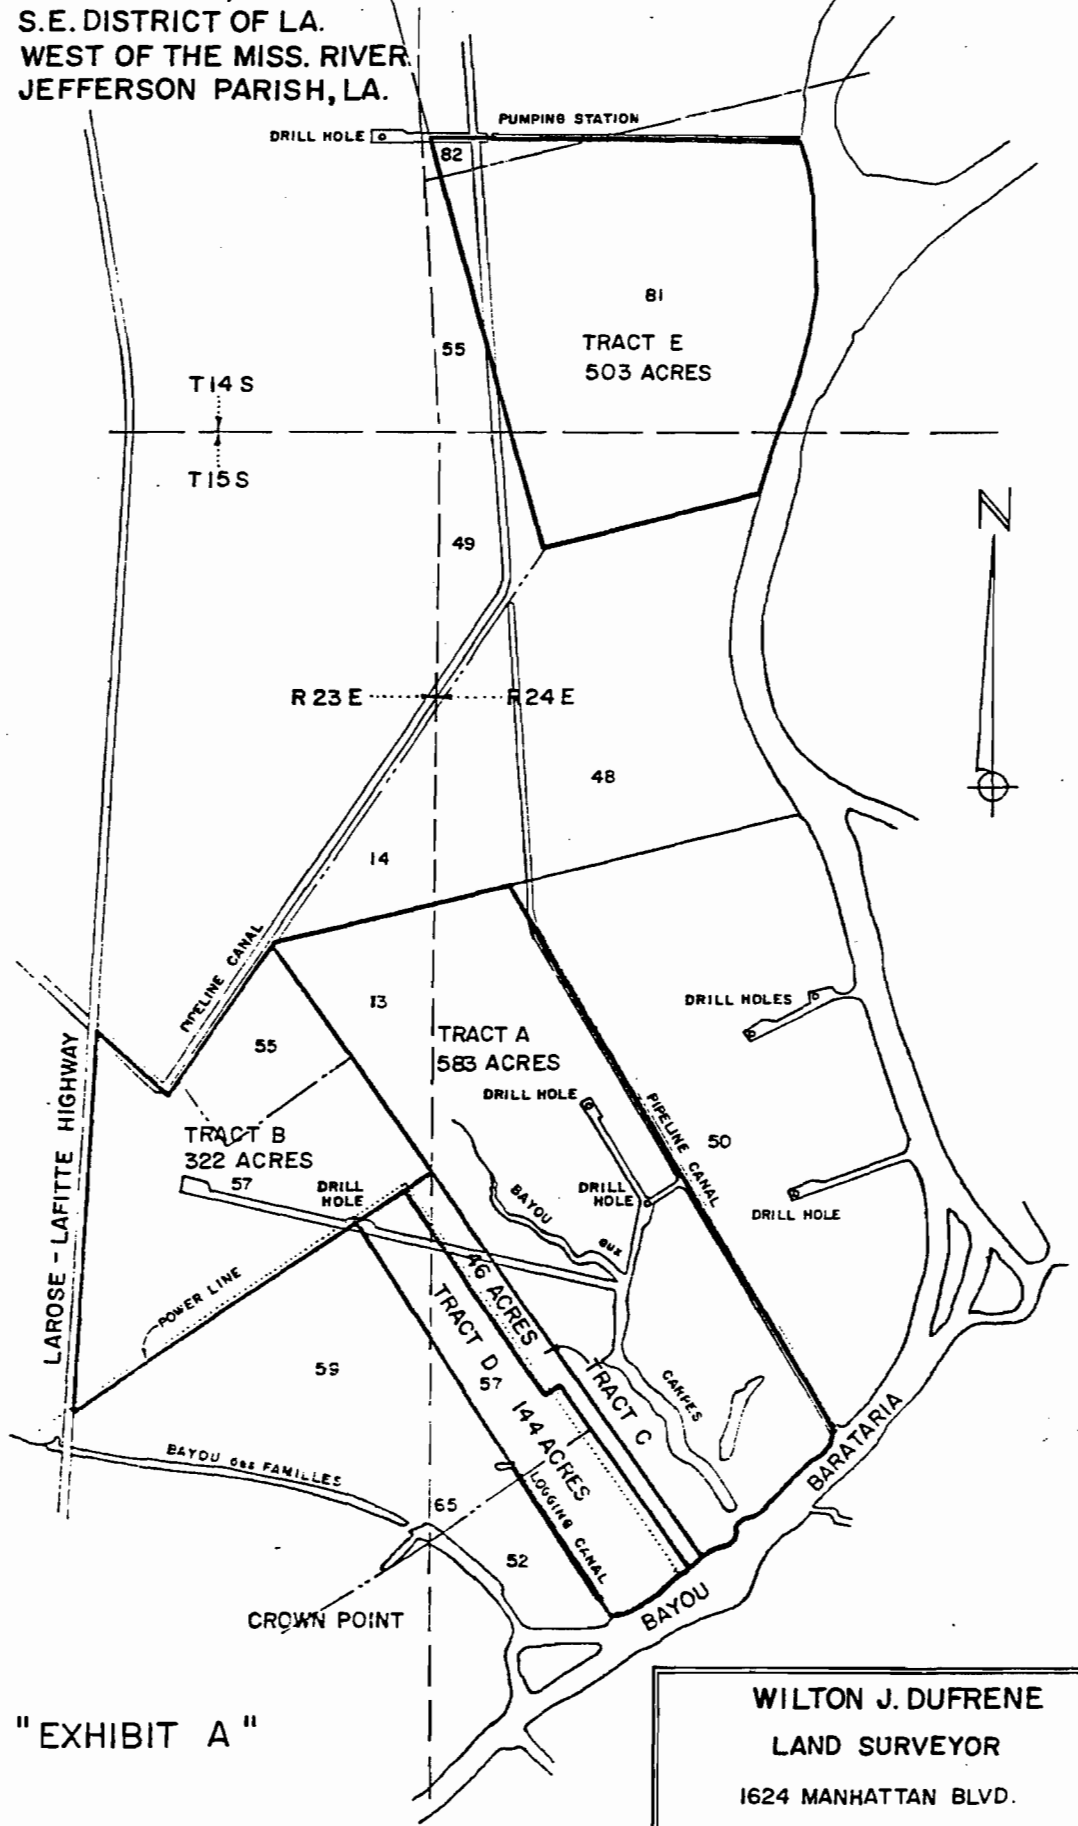 S.E. DISTRICT OF LA.
WEST OF THE MISS. RIVER
JEFFERSON PARISH, LA.
PUMPING STATION
DRILL HOLE
82
81
TRACT E
503 ACRES
55
T14S
T15S
N
49
R 23 E
R 24 E
48
14
PIPELINE CANAL
13
DRILL HOLES
TRACT A
583 ACRES
55
LAROSE - LAFITTE HIGHWAY
DRILL HOLE
PIPELINE CANAL
50
TRACT B
322 ACRES
57
DRILL
HOLE
BAYOU
aux
DRILL
HOLE
DRILL HOLE
46 ACRES
POWER LINE
TRACT D
57
TRACT C
CARPES
59
144 ACRES
BAYOU des FAMILLES
LOGGING CANAL
65
52
BAYOU
BARATARIA
CROWN POINT
"EXHIBIT A"
WILTON J. DUFRENE
LAND SURVEYOR
1624 MANHATTAN BLVD.